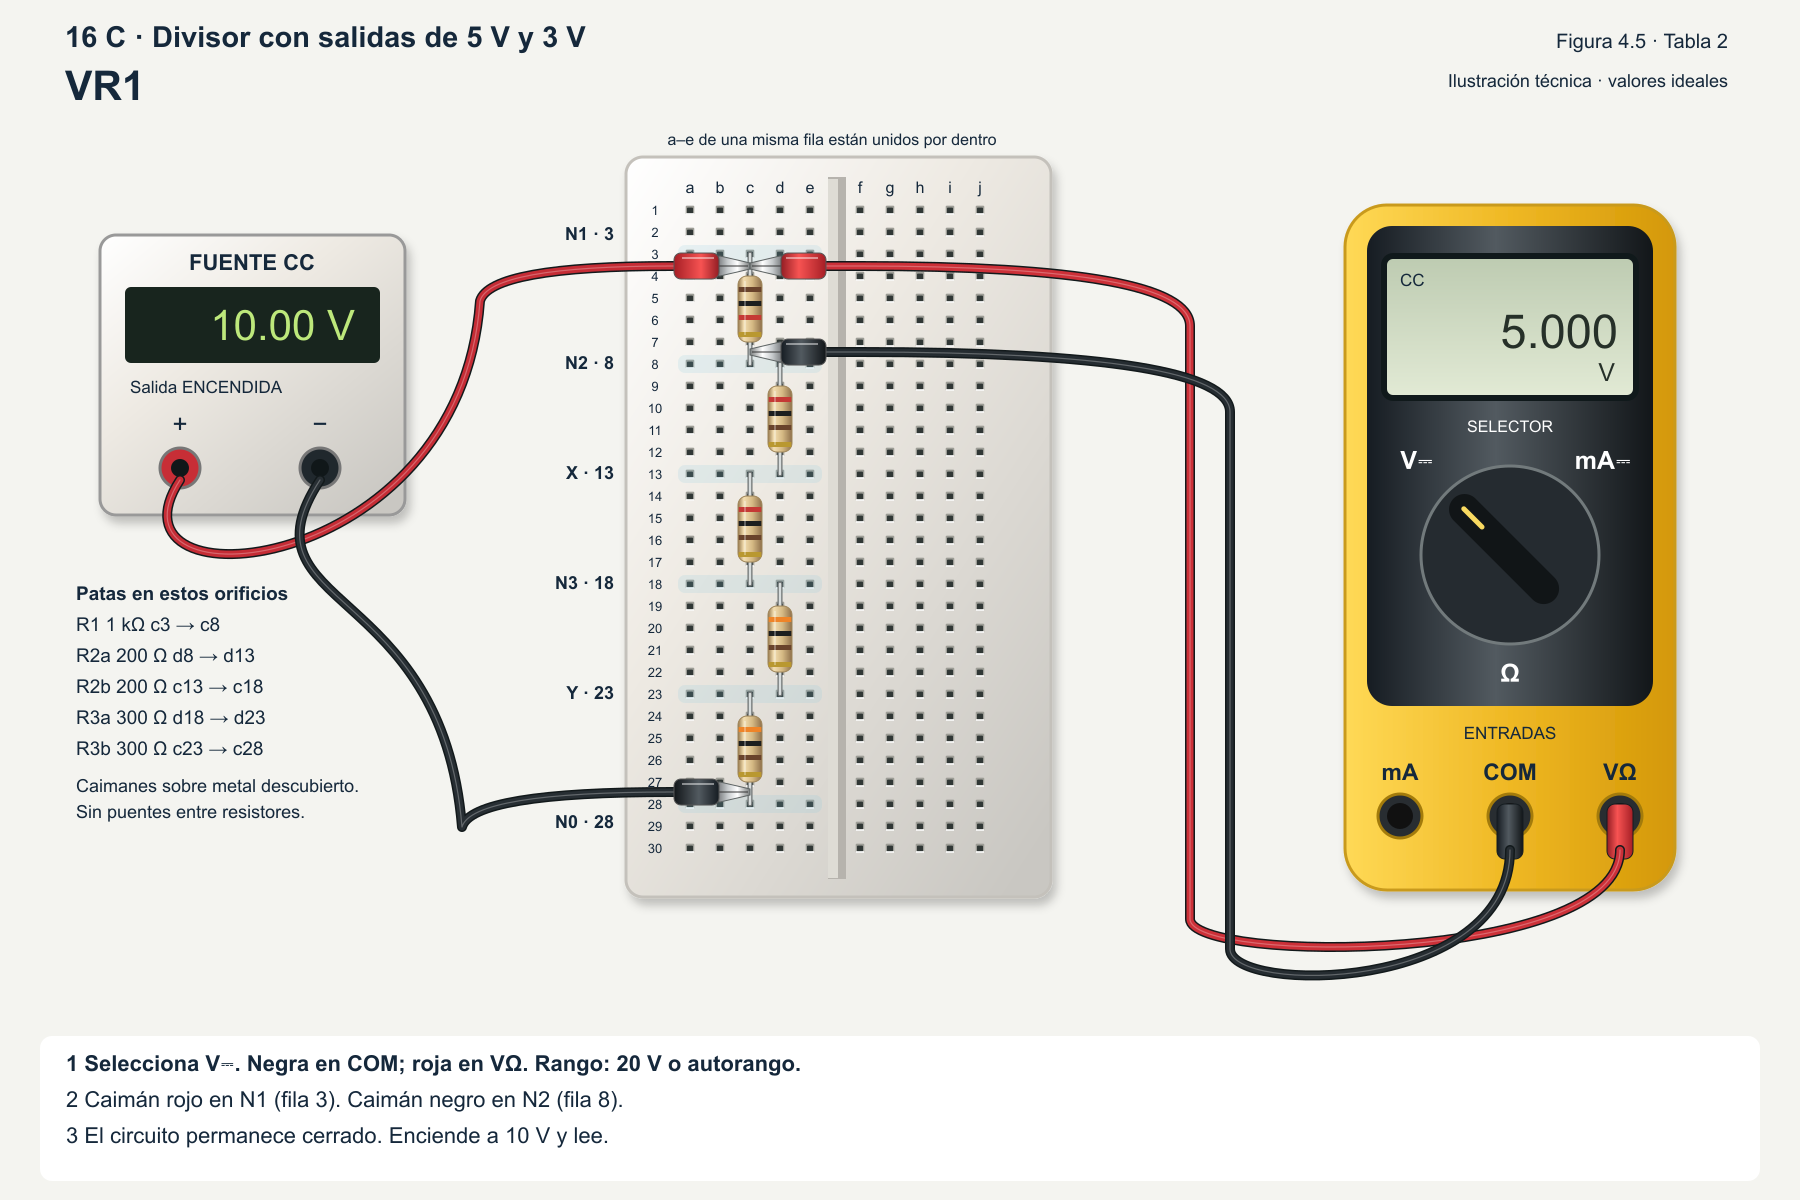 16 C · Divisor con salidas de 5 V y 3 V
VR1
Figura 4.5 · Tabla 2
Ilustración técnica · valores ideales
a–e de una misma fila están unidos por dentro
FUENTE CC
10.00 V
Salida ENCENDIDA
+ −
Patas en estos orificios
R1 1 kΩ c3 → c8
R2a 200 Ω d8 → d13
R2b 200 Ω c13 → c18
R3a 300 Ω d18 → d23
R3b 300 Ω c23 → c28
Caimanes sobre metal descubierto.
Sin puentes entre resistores.
N1 · 3
N2 · 8
X · 13
N3 · 18
Y · 23
N0 · 28
a b c d e f g h i j
1
2
3
4
5
6
7
8
9
10
11
12
13
14
15
16
17
18
19
20
21
22
23
24
25
26
27
28
29
30
CC
5.000
V
SELECTOR
V⎓ mA⎓
Ω
ENTRADAS
mA COM VΩ
1 Selecciona V⎓. Negra en COM; roja en VΩ. Rango: 20 V o autorango.
2 Caimán rojo en N1 (fila 3). Caimán negro en N2 (fila 8).
3 El circuito permanece cerrado. Enciende a 10 V y lee.